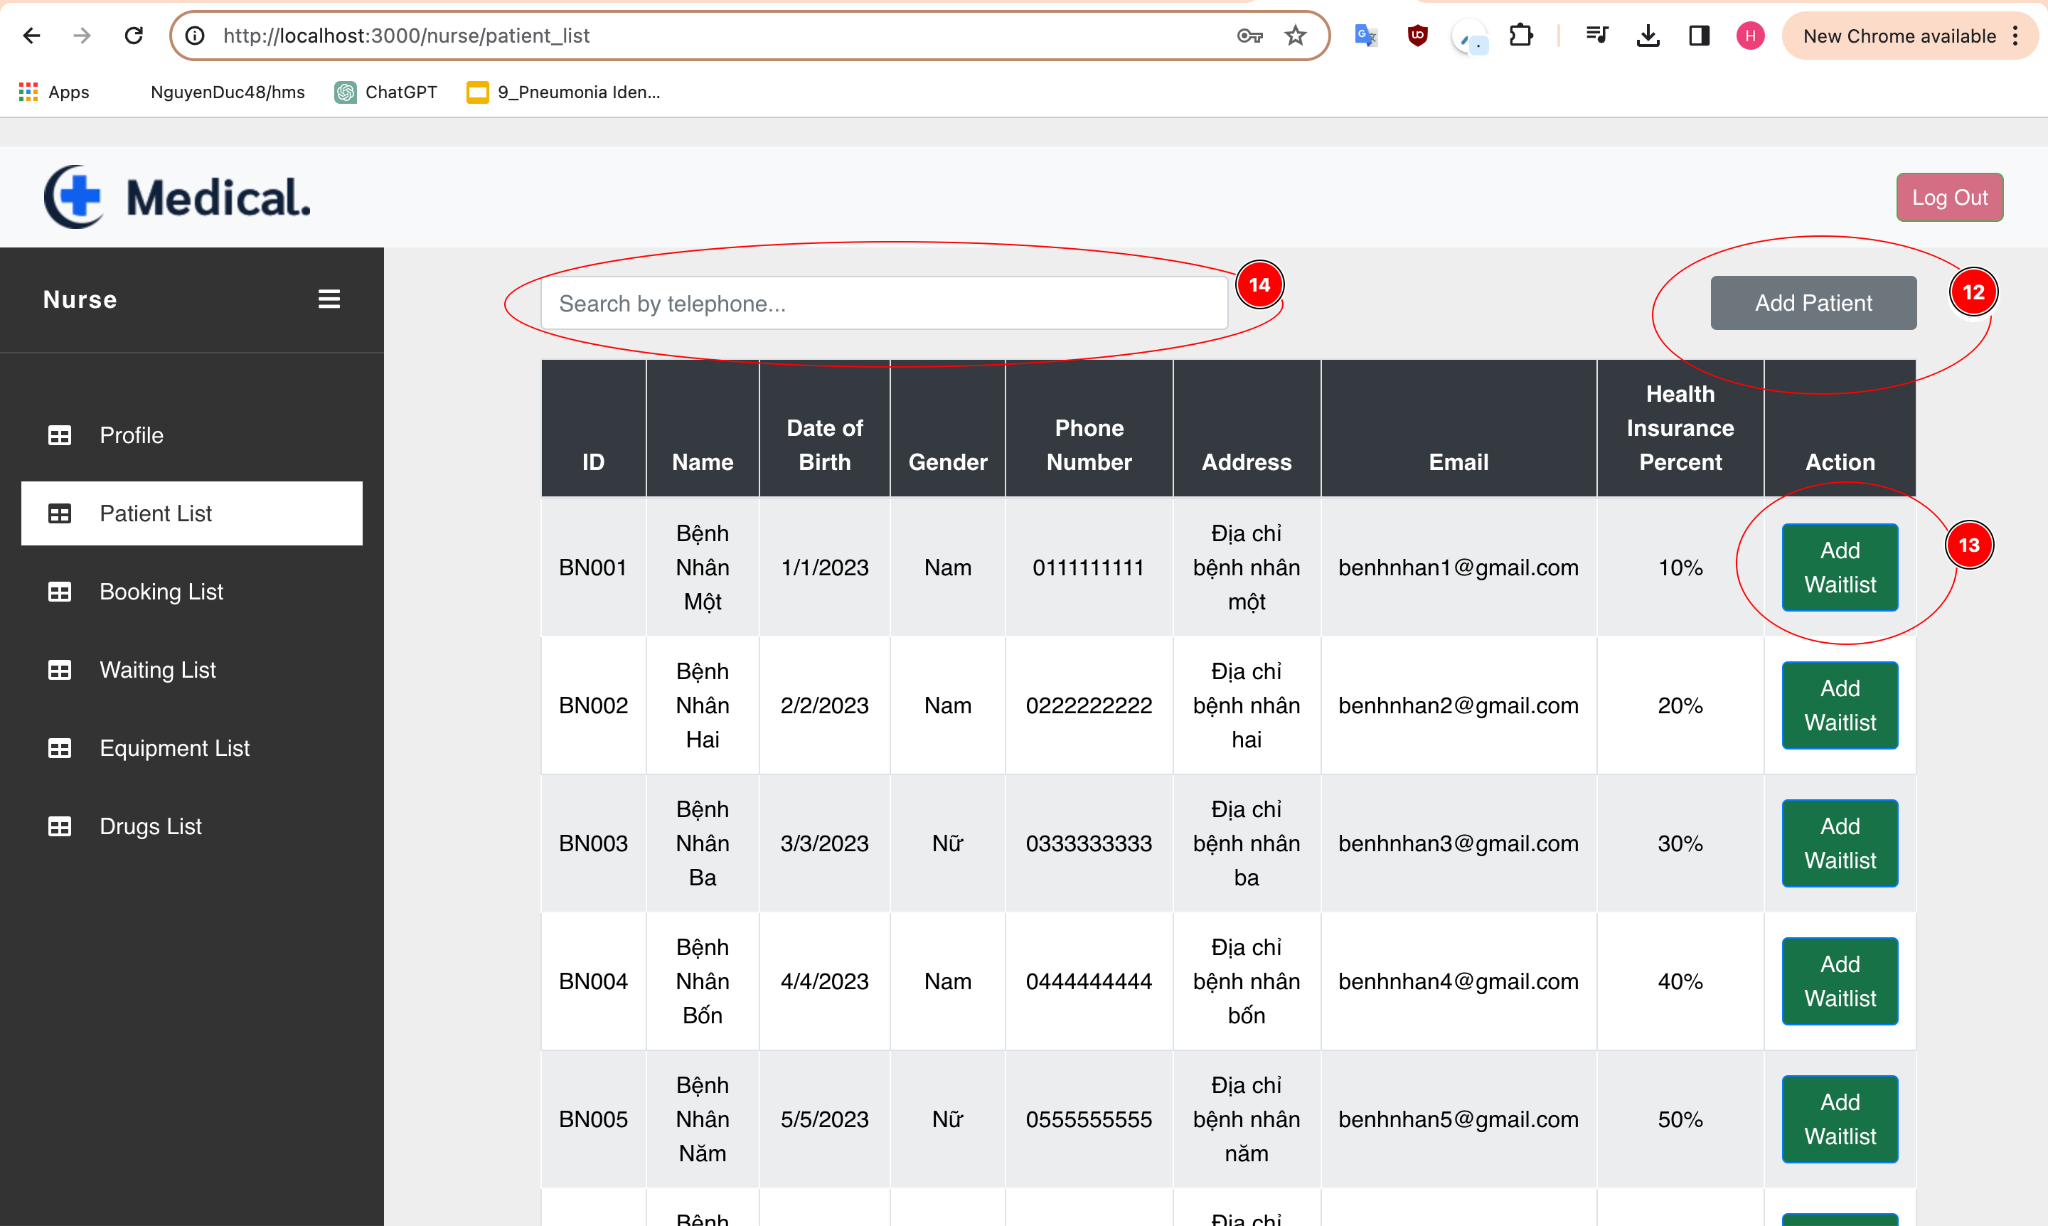 http://localhost:3000/nurse/patient_list
New Chrome available
H
Apps
NguyenDuc48/hms
ChatGPT
9_Pneumonia Iden...
Medical.
Log Out
Nurse
Profile
Patient List
Booking List
Waiting List
Equipment List
Drugs List
Search by telephone...
14
Add Patient
12
ID
Name
Date of
Birth
Gender
Phone
Number
Address
Email
Health
Insurance
Percent
Action
BN001
Bệnh
Nhân
Một
1/1/2023
Nam
0111111111
Địa chỉ
bệnh nhân
một
benhnhan1@gmail.com
10%
Add
Waitlist
13
BN002
Bệnh
Nhân
Hai
2/2/2023
Nam
0222222222
Địa chỉ
bệnh nhân
hai
benhnhan2@gmail.com
20%
Add
Waitlist
BN003
Bệnh
Nhân
Ba
3/3/2023
Nữ
0333333333
Địa chỉ
bệnh nhân
ba
benhnhan3@gmail.com
30%
Add
Waitlist
BN004
Bệnh
Nhân
Bốn
4/4/2023
Nam
0444444444
Địa chỉ
bệnh nhân
bốn
benhnhan4@gmail.com
40%
Add
Waitlist
BN005
Bệnh
Nhân
Năm
5/5/2023
Nữ
0555555555
Địa chỉ
bệnh nhân
năm
benhnhan5@gmail.com
50%
Add
Waitlist
Bệnh
Địa chỉ